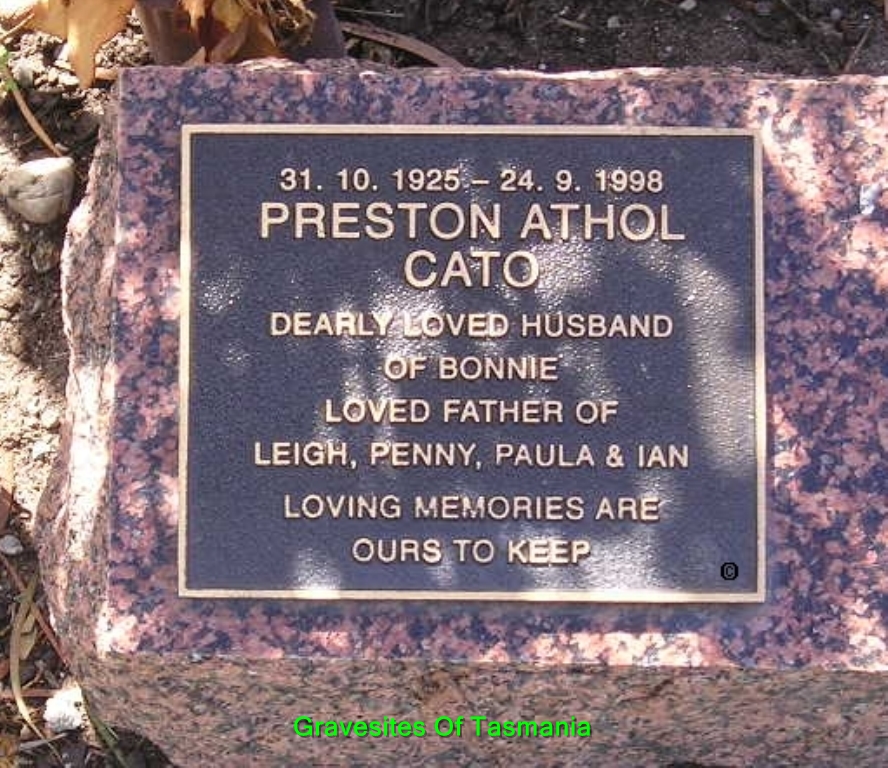 31. 10. 1925 – 24. 9. 1998
PRESTON ATHOL
CATO
DEARLY LOVED HUSBAND
OF BONNIE
LOVED FATHER OF
LEIGH, PENNY, PAULA & IAN
LOVING MEMORIES ARE
OURS TO KEEP
©
Gravesites Of Tasmania